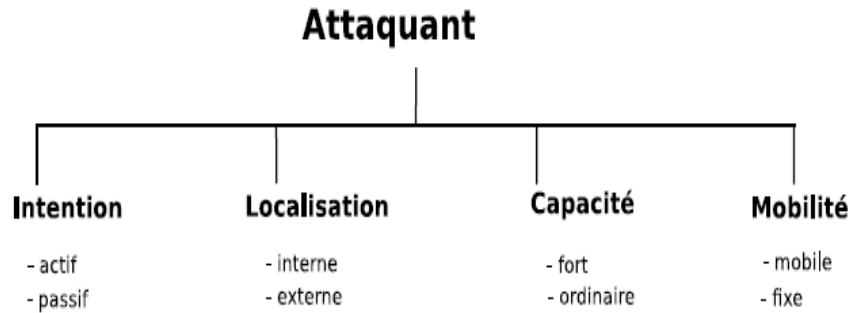 Attaquant
Intention
Localisation
Capacité
Mobilité
- actif
- passif
- interne
- externe
- fort
- ordinaire
- mobile
- fixe